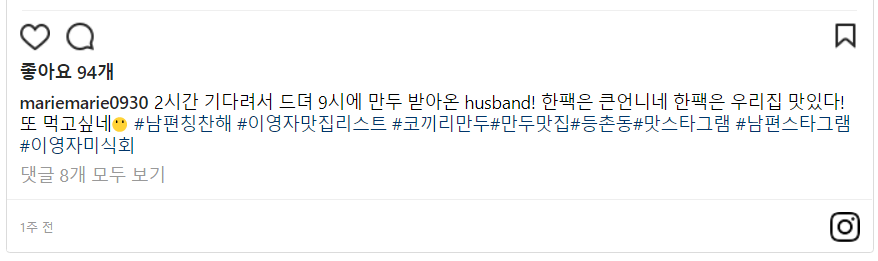 좋아요 94개
mariemarie0930 2시간 기다려서 드뎌 9시에 만두 받아온 husband! 한팩은 큰언니네 한팩은 우리집 맛있다!
또 먹고싶네😶 #남편칭찬해 #이영자맛집리스트 #코끼리만두#만두맛집#등촌동#맛스타그램 #남편스타그램
#이영자미식회
댓글 8개 모두 보기
1주 전